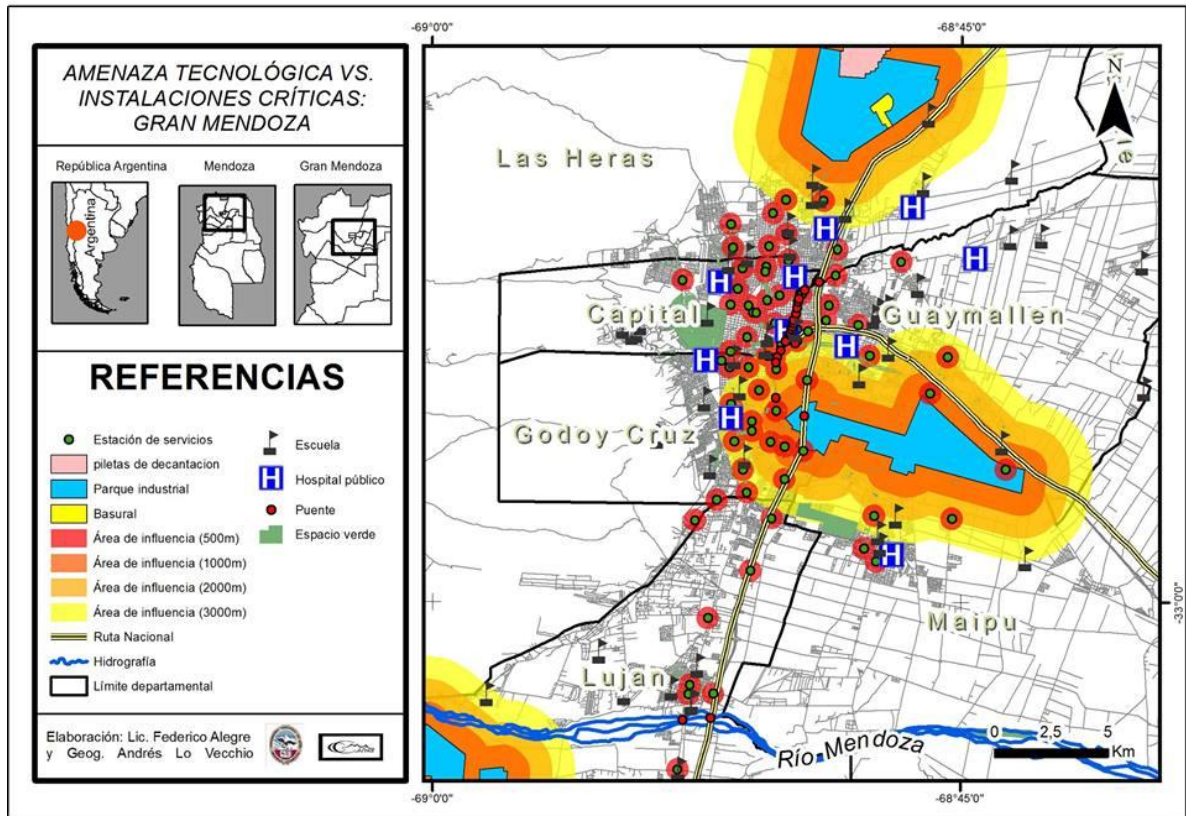 AMENAZA TECNOLÓGICA VS.
INSTALACIONES CRÍTICAS:
GRAN MENDOZA
República Argentina
Mendoza
Gran Mendoza
Argentina
REFERENCIAS
Estación de servicios
piletas de decantacion
Parque industrial
Basural
Área de influencia (500m)
Área de influencia (1000m)
Área de influencia (2000m)
Área de influencia (3000m)
Ruta Nacional
Hidrografía
Límite departamental
Escuela
H Hospital público
Puente
Espacio verde
Elaboración: Lic. Federico Alegre
y Geog. Andrés Lo Vecchio
-69°0'0"
-68°45'0"
N
Las Heras
H
H
H
H
H
Capital
Guaymallen
H
H
H
Godoy Cruz
H
H
-33°0'0"
Maipu
Lujan
Río Mendoza
0 2,5 5
Km
-69°0'0"
-68°45'0"